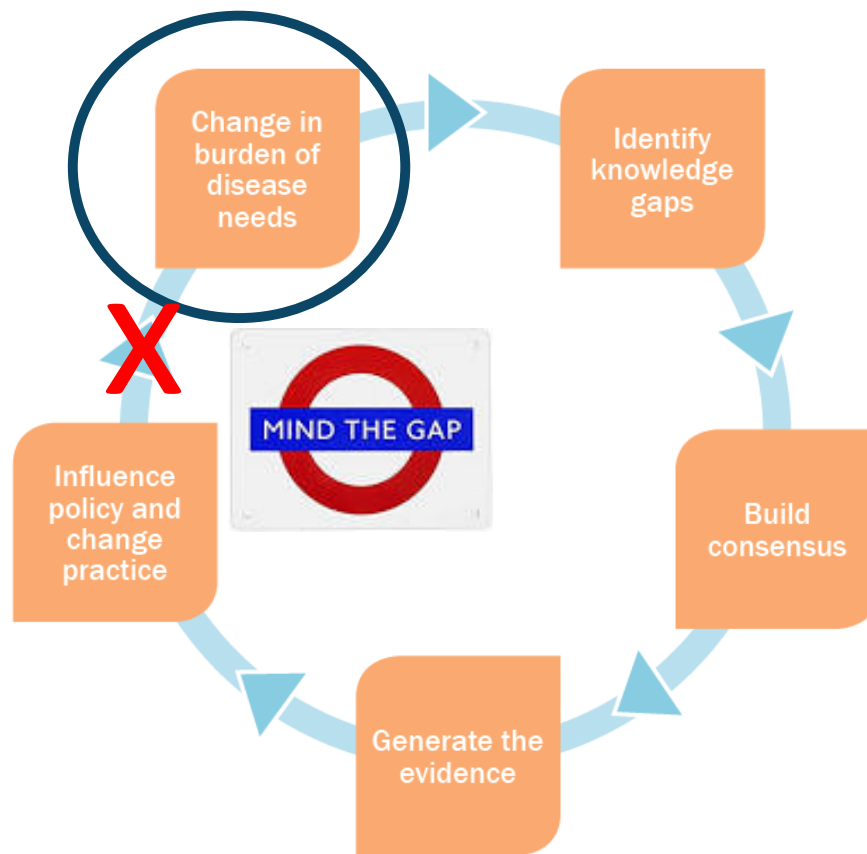 Change in
burden of
disease
needs
Identify
knowledge
gaps
Build
consensus
Generate the
evidence
Influence
policy and
change
practice
X
MIND THE GAP